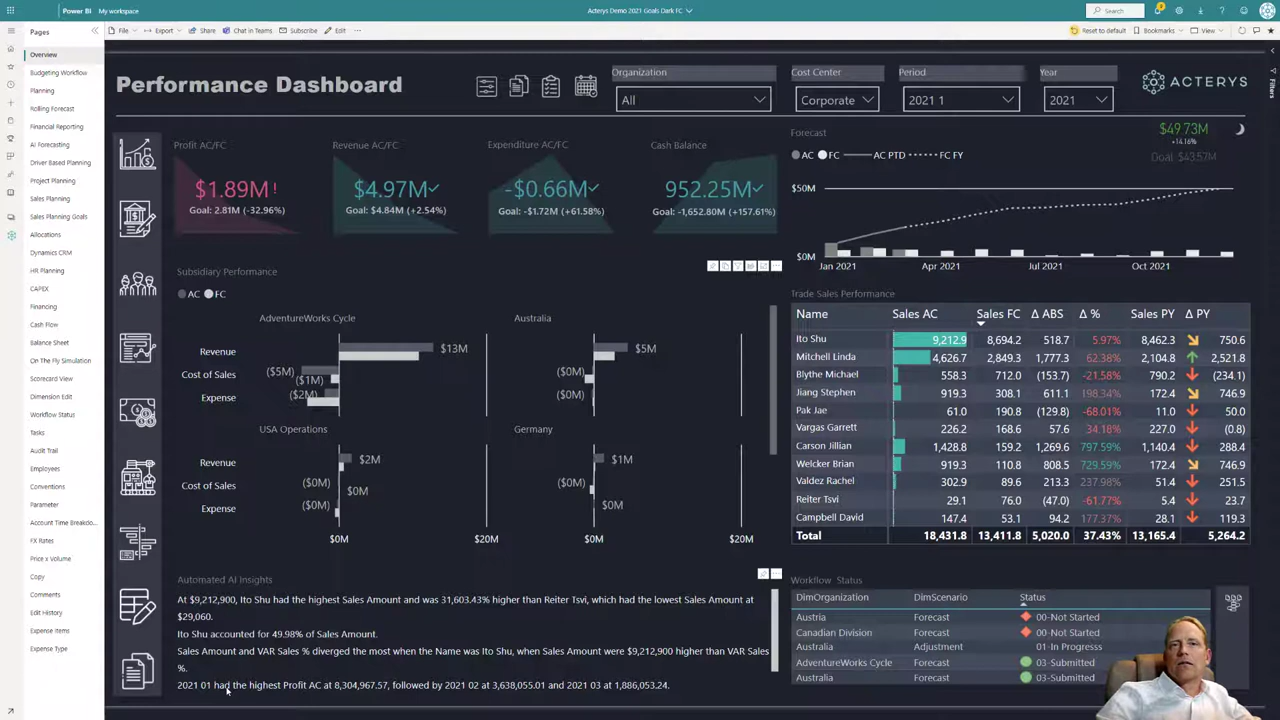 Power BI My workspace
Acterys Demo 2021 Goals Dark FC
Search
Pages
File Export Share Chat in Teams Subscribe Edit ...
Reset to default Bookmarks View
Overview
Budgeting Workflow
Planning
Rolling Forecast
Financial Reporting
AI Forecasting
Driver Based Planning
Project Planning
Sales Planning
Sales Planning Goals
Allocations
Dynamics CRM
HR Planning
CAPEX
Financing
Cash Flow
Balance Sheet
On The Fly Simulation
Scorecard View
Dimension Edit
Workflow Status
Tasks
Audit Trail
Employees
Conventions
Parameter
Account Time Breakdo...
FX Rates
Price x Volume
Copy
Comments
Edit History
Expense Items
Expense Type
Performance Dashboard
Organization
All
Cost Center
Corporate
Period
2021 1
Year
2021
ACTERYS
Filters
Profit AC/FC
$1.89M!
Goal: 2.81M (-32.96%)
Revenue AC/FC
$4.97M
Goal: $4.84M (+2.54%)
Expenditure AC/FC
-$0.66M
Goal: -$1.72M (+61.58%)
Cash Balance
952.25M
Goal: -1,652.80M (+157.61%)
Forecast
$49.73M
+14.16%
Goal: $43.57M
AC FC AC PTD FC FY
$50M
$0M
Jan 2021 Apr 2021 Jul 2021 Oct 2021
Subsidiary Performance
AC FC
AdventureWorks Cycle
Revenue $13M
Cost of Sales ($5M) ($1M)
Expense ($2M)
Australia
$5M
($0M)
($0M)
USA Operations
Revenue $2M
Cost of Sales ($0M) $0M
Expense ($0M)
$0M $20M
Germany
$1M
($0M)
($0M) $0M
$0M $20M
Trade Sales Performance
Name Sales AC Sales FC Δ ABS Δ % Sales PY Δ PY
Ito Shu 9,212.9 8,694.2 518.7 5.97% 8,462.3 750.6
Mitchell Linda 4,626.7 2,849.3 1,777.3 62.38% 2,104.8 2,521.8
Blythe Michael 558.3 712.0 (153.7) -21.58% 790.2 (234.1)
Jiang Stephen 919.3 308.1 611.1 198.34% 172.4 746.9
Pak Jae 61.0 190.8 (129.8) -68.01% 11.0 50.0
Vargas Garrett 226.2 168.6 57.6 34.18% 227.0 (0.8)
Carson Jillian 1,428.8 159.2 1,269.6 797.59% 1,140.4 288.4
Welcker Brian 919.3 110.8 808.5 729.59% 172.4 746.9
Valdez Rachel 302.9 89.6 213.3 237.98% 51.4 251.5
Reiter Tsvi 29.1 76.0 (47.0) -61.77% 5.4 23.7
Campbell David 147.4 53.1 94.2 177.37% 28.1 119.3
Total 18,431.8 13,411.8 5,020.0 37.43% 13,165.4 5,264.2
Automated AI Insights
At $9,212,900, Ito Shu had the highest Sales Amount and was 31,603.43% higher than Reiter Tsvi, which had the lowest Sales Amount at
$29,060.
Ito Shu accounted for 49.98% of Sales Amount.
Sales Amount and VAR Sales % diverged the most when the Name was Ito Shu, when Sales Amount were $9,212,900 higher than VAR Sales
%.
2021 01 had the highest Profit AC at 8,304,967.57, followed by 2021 02 at 3,638,055.01 and 2021 03 at 1,886,053.24.
Workflow Status
DimOrganization DimScenario Status
Austria Forecast 00-Not Started
Canadian Division Forecast 00-Not Started
Australia Adjustment 01-In Progresss
AdventureWorks Cycle Forecast 03-Submitted
Australia Forecast 03-Submitted